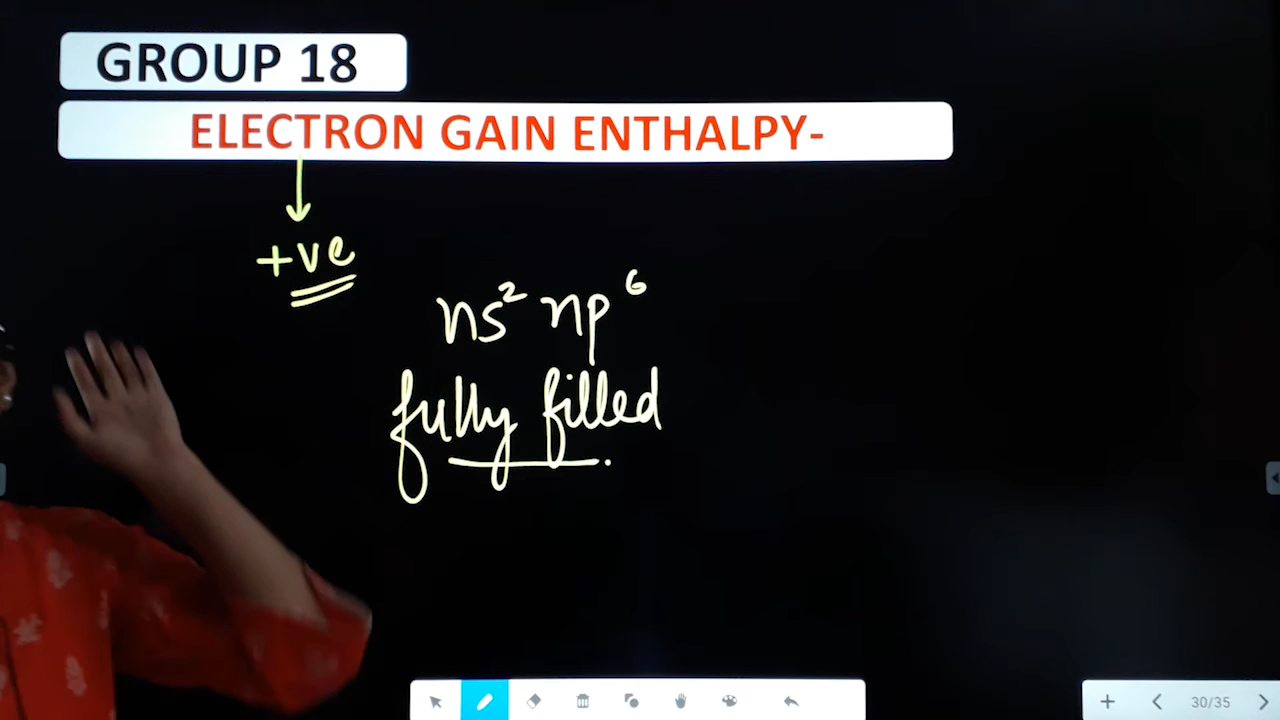 GROUP 18
ELECTRON GAIN ENTHALPY-
+ve
ns² np⁶
fully filled.
30/35